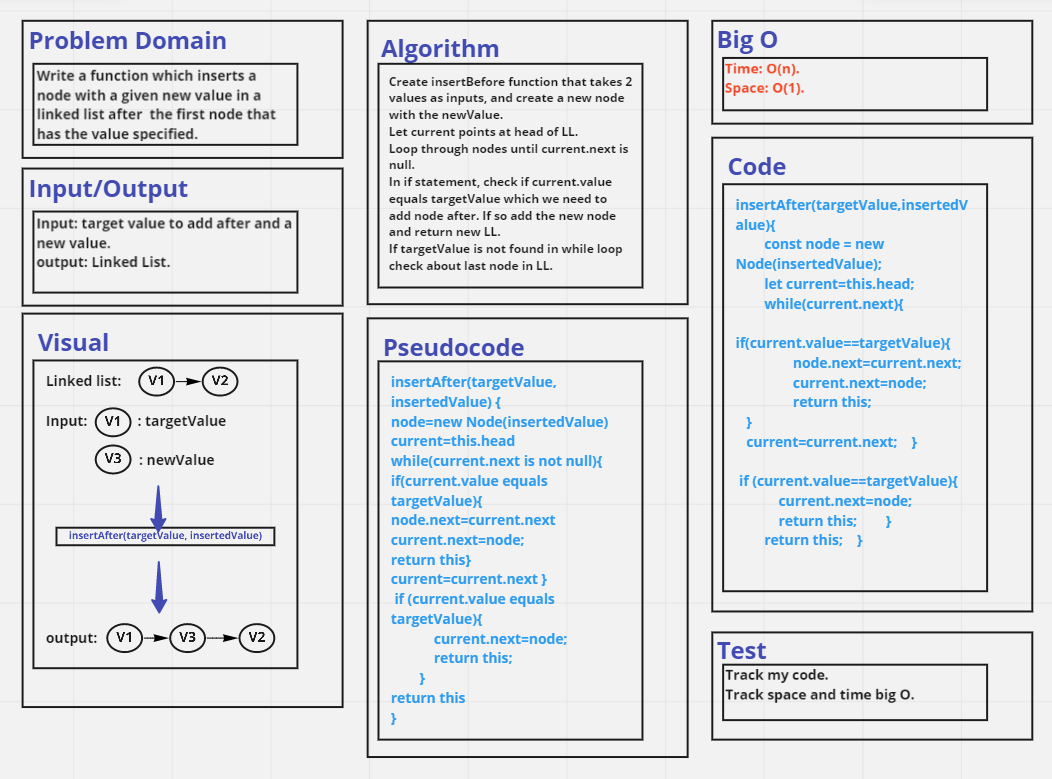 Problem Domain
Write a function which inserts a
node with a given new value in a
linked list after the first node that
has the value specified.
Input/Output
Input: target value to add after and a
new value.
output: Linked List.
Visual
Linked list: V1 V2
Input: V1 : targetValue
V3 : newValue
insertAfter(targetValue, insertedValue)
output: V1 V3 V2
Algorithm
Create insertBefore function that takes 2
values as inputs, and create a new node
with the newValue.
Let current points at head of LL.
Loop through nodes until current.next is
null.
In if statement, check if current.value
equals targetValue which we need to
add node after. If so add the new node
and return new LL.
If targetValue is not found in while loop
check about last node in LL.
Pseudocode
insertAfter(targetValue,
insertedValue) {
node=new Node(insertedValue)
current=this.head
while(current.next is not null){
if(current.value equals
targetValue){
node.next=current.next
current.next=node;
return this}
current=current.next }
if (current.value equals
targetValue){
current.next=node;
return this;
}
return this
}
Big O
Time: O(n).
Space: O(1).
Code
insertAfter(targetValue,insertedV
alue){
const node = new
Node(insertedValue);
let current=this.head;
while(current.next){
if(current.value==targetValue){
node.next=current.next;
current.next=node;
return this;
}
current=current.next; }
if (current.value==targetValue){
current.next=node;
return this; }
return this; }
Test
Track my code.
Track space and time big O.